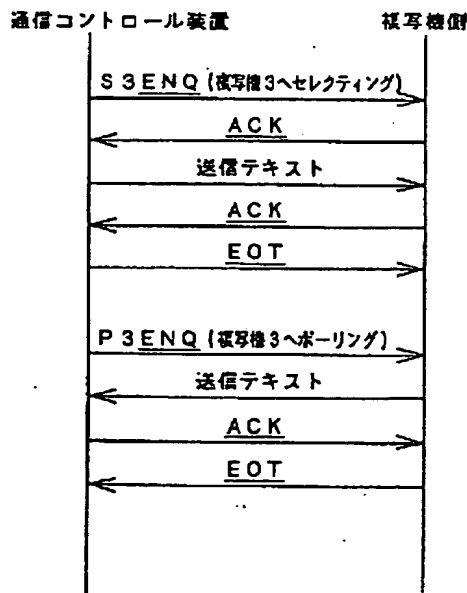 通信コントロール装置 複写機側
S3ENQ(複写機3へセレクティング)
ACK
送信テキスト
ACK
EOT
P3ENQ(複写機3へポーリング)
送信テキスト
ACK
EOT